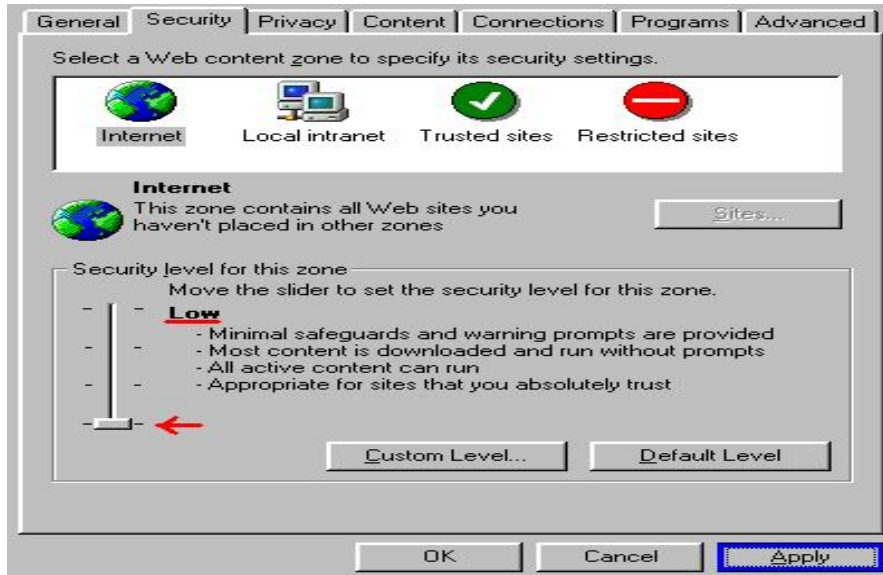 General Security Privacy Content Connections Programs Advanced
Select a Web content zone to specify its security settings.
Internet Local intranet Trusted sites Restricted sites
Internet
This zone contains all Web sites you
haven't placed in other zones
Sites...
Security level for this zone
Move the slider to set the security level for this zone.
Low
- Minimal safeguards and warning prompts are provided
- Most content is downloaded and run without prompts
- All active content can run
- Appropriate for sites that you absolutely trust
Custom Level... Default Level
OK Cancel Apply